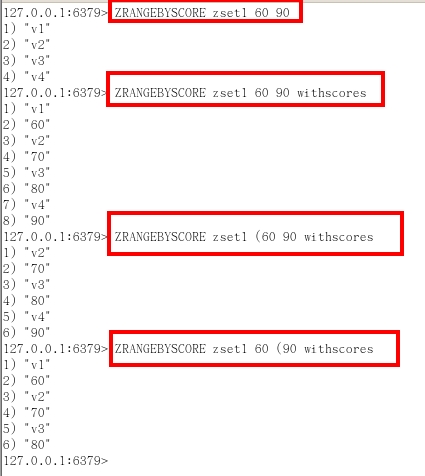 127.0.0.1:6379> ZRANGEBYSCORE zset1 60 90
1) "v1"
2) "v2"
3) "v3"
4) "v4"
127.0.0.1:6379> ZRANGEBYSCORE zset1 60 90 withscores
1) "v1"
2) "60"
3) "v2"
4) "70"
5) "v3"
6) "80"
7) "v4"
8) "90"
127.0.0.1:6379> ZRANGEBYSCORE zset1 (60 90 withscores
1) "v2"
2) "70"
3) "v3"
4) "80"
5) "v4"
6) "90"
127.0.0.1:6379> ZRANGEBYSCORE zset1 60 (90 withscores
1) "v1"
2) "60"
3) "v2"
4) "70"
5) "v3"
6) "80"
127.0.0.1:6379>